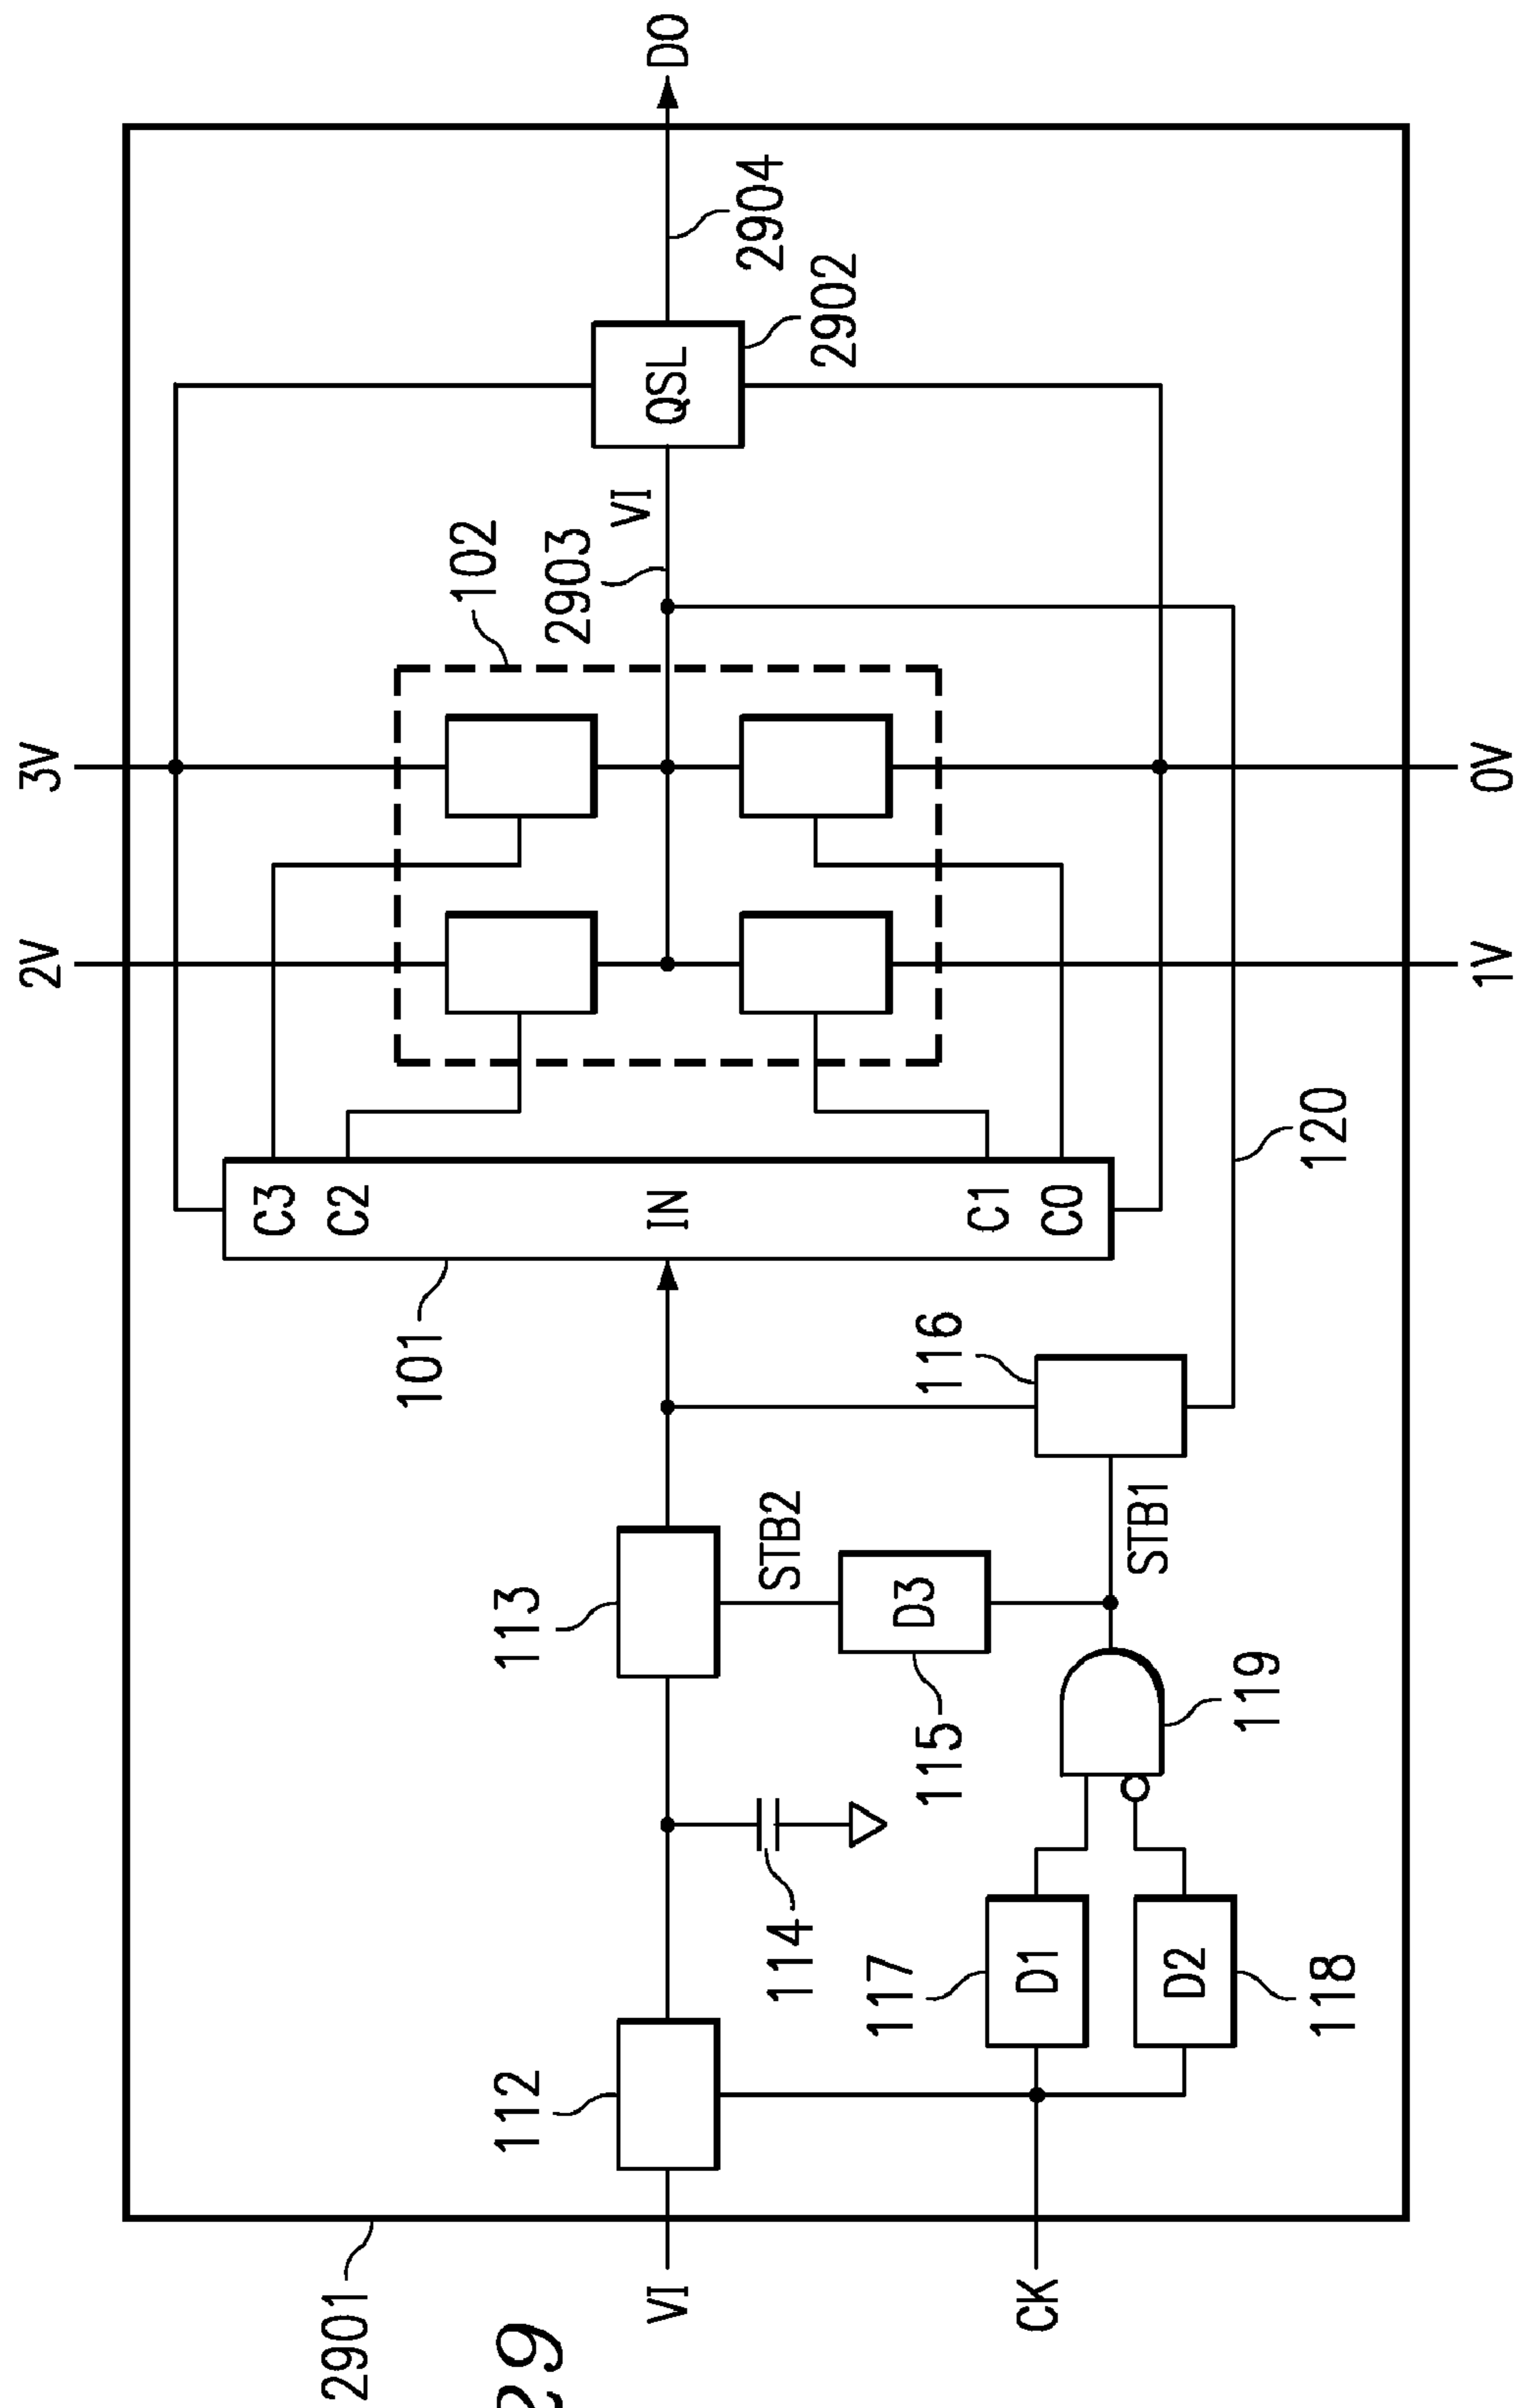 29
2901
VI
CK
112
114
117
D1
D2
118
113
STB2
D3
115
119
STB1
116
101
C3
C2
IN
C1
C0
120
2V
3V
1V
0V
102
2903
VI
QSL
2902
2904
DO